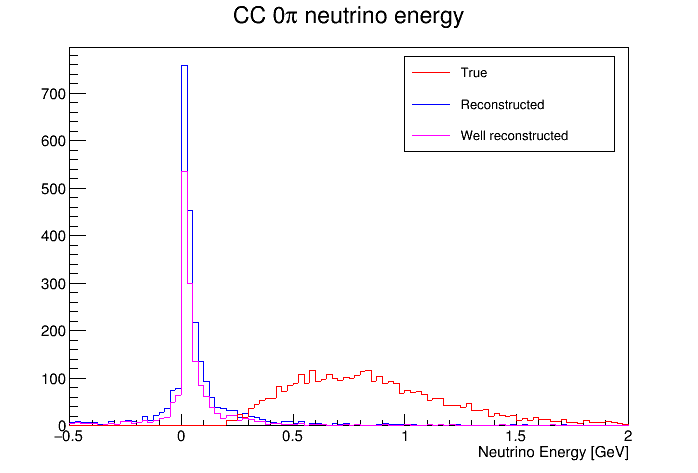 CC 0π neutrino energy
True
Reconstructed
Well reconstructed
700
600
500
400
300
200
100
0
−0.5 0 0.5 1 1.5 2
Neutrino Energy [GeV]